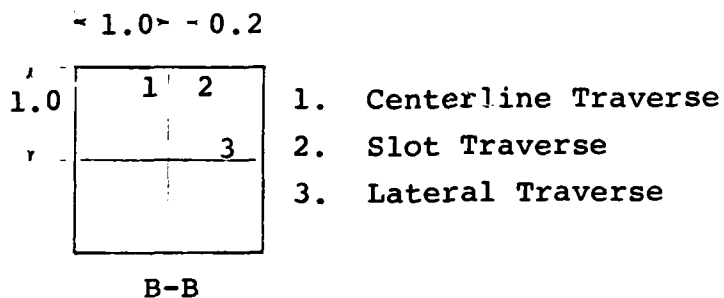 1.0 0.2
1.0
1 2
3
1. Centerline Traverse
2. Slot Traverse
3. Lateral Traverse
B-B